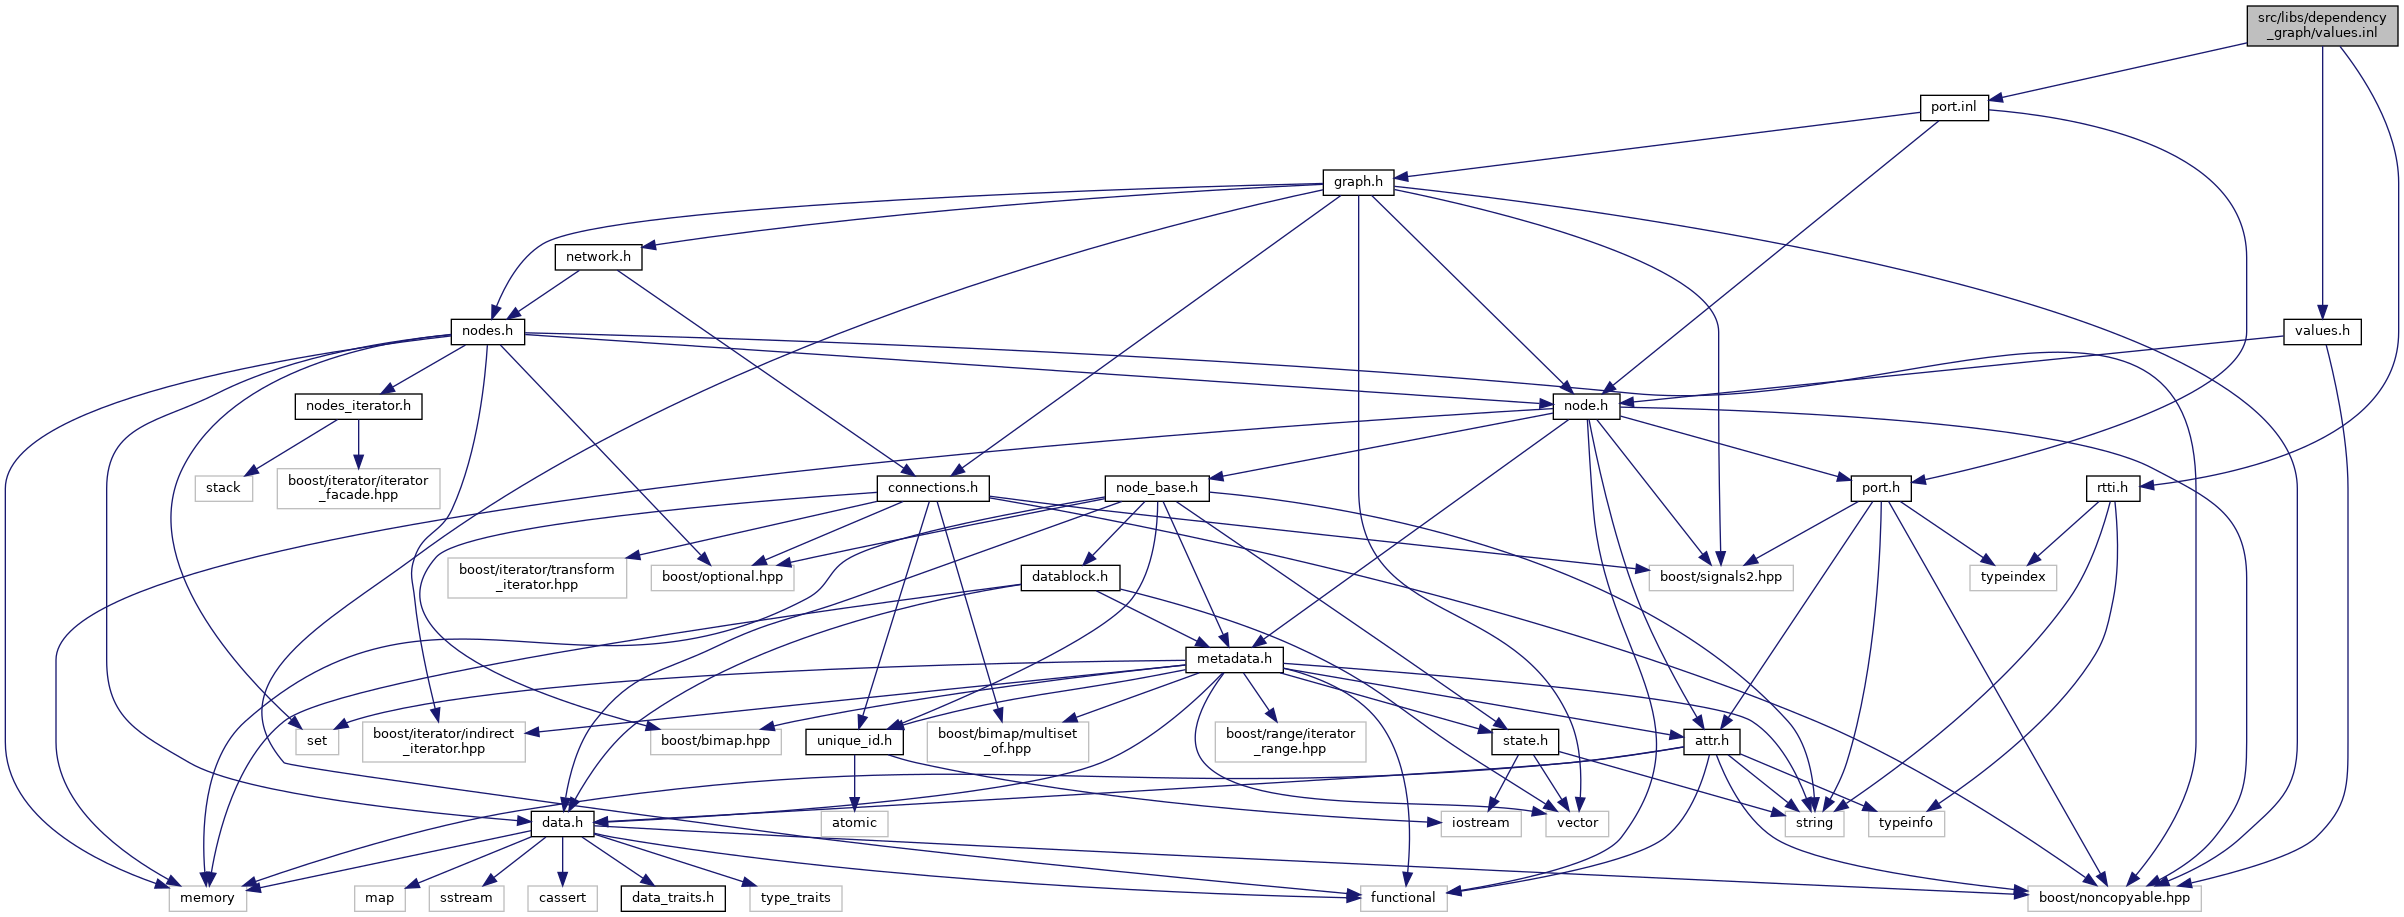 src/libs/dependency
_graph/values.inl
port.inl
graph.h
network.h
nodes.h
values.h
nodes_iterator.h
node.h
stack
boost/iterator/iterator
_facade.hpp
connections.h
node_base.h
port.h
rtti.h
boost/iterator/transform
_iterator.hpp
boost/optional.hpp
datablock.h
boost/signals2.hpp
typeindex
metadata.h
set
boost/iterator/indirect
_iterator.hpp
boost/bimap.hpp
unique_id.h
boost/bimap/multiset
_of.hpp
boost/range/iterator
_range.hpp
state.h
attr.h
data.h
atomic
iostream
vector
string
typeinfo
memory
map
sstream
cassert
data_traits.h
type_traits
functional
boost/noncopyable.hpp